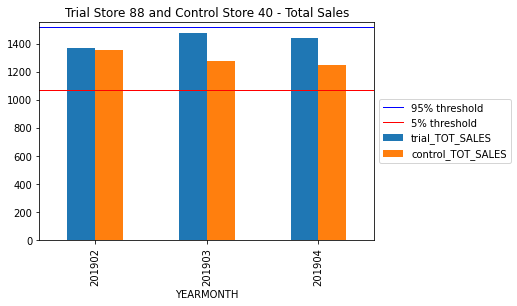 Trial Store 88 and Control Store 40 - Total Sales
1400
1200
1000
800
600
400
200
0
201902
201903
201904
YEARMONTH
95% threshold
5% threshold
trial_TOT_SALES
control_TOT_SALES